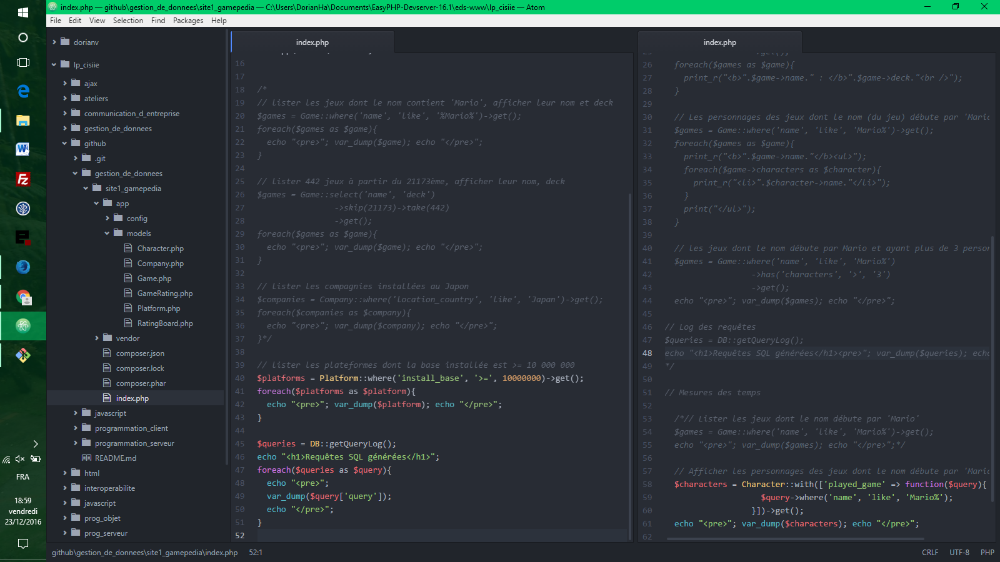 index.php — github\gestion_de_donnees\site1_gamepedia — C:\Users\DorianHa\Documents\EasyPHP-Devserver-16.1\eds-www\lp_cisiie — Atom
File Edit View Selection Find Packages Help
dorianv
lp_cisiie
ajax
ateliers
communication_d_entreprise
gestion_de_donnees
github
.git
gestion_de_donnees
site1_gamepedia
app
config
models
Character.php
Company.php
Game.php
GameRating.php
Platform.php
RatingBoard.php
vendor
composer.json
composer.lock
composer.phar
index.php
javascript
programmation_client
programmation_serveur
README.md
html
interoperabilite
javascript
prog_objet
prog_serveur
index.php
16
17
18 /*
19 // lister les jeux dont le nom contient 'Mario', afficher leur nom et deck
20 $games = Game::where('name', 'like', '%Mario%')->get();
21 foreach($games as $game){
22 echo "<pre>"; var_dump($game); echo "</pre>";
23 }
24
25 // lister 442 jeux à partir du 21173ème, afficher leur nom, deck
26 $games = Game::select('name', 'deck')
27 ->skip(21173)->take(442)
28 ->get();
29 foreach($games as $game){
30 echo "<pre>"; var_dump($game); echo "</pre>";
31 }
32
33 // lister les compagnies installées au Japon
34 $companies = Company::where('location_country', 'like', 'Japan')->get();
35 foreach($companies as $company){
36 echo "<pre>"; var_dump($company); echo "</pre>";
37 }*/
38
39 // lister les plateformes dont la base installée est >= 10 000 000
40 $platforms = Platform::where('install_base', '>=', 10000000)->get();
41 foreach($platforms as $platform){
42 echo "<pre>"; var_dump($platform); echo "</pre>";
43 }
44
45 $queries = DB::getQueryLog();
46 echo "<h1>Requêtes SQL générées</h1>";
47 foreach($queries as $query){
48 echo "<pre>";
49 var_dump($query['query']);
50 echo "</pre>";
51 }
52
index.php
25 ->get();
26 foreach($games as $game){
27 print_r("<b>".$game->name." : </b>".$game->deck."<br />");
28 }
29
30 // Les personnages des jeux dont le nom (du jeu) débute par 'Mario
31 $games = Game::where('name', 'like', 'Mario%')->get();
32 foreach($games as $game){
33 print_r("<b>".$game->name."</b><ul>");
34 foreach($game->characters as $character){
35 print_r("<li>".$character->name."</li>");
36 }
37 print("</ul>");
38 }
39
40 // les jeux dont le nom débute par Mario et ayant plus de 3 person
41 $games = Game::where('name', 'like', 'Mario%')
42 ->has('characters', '>', '3')
43 ->get();
44 echo "<pre>"; var_dump($games); echo "</pre>";
45
46 // Log des requêtes
47 $queries = DB::getQueryLog();
48 echo "<h1>Requêtes SQL générées</h1><pre>"; var_dump($queries); echo
49 */
50
51 // Mesures des temps
52
53 /*// Lister les jeux dont le nom débute par 'Mario'
54 $games = Game::where('name', 'like', 'Mario%')->get();
55 echo "<pre>"; var_dump($games); echo "</pre>";*/
56
57 // Afficher les personnages des jeux dont le nom débute par 'Mario
58 $characters = Character::with(['played_game' => function($query){
59 $query->where('name', 'like', 'Mario%');
60 }])->get();
61 echo "<pre>"; var_dump($characters); echo "</pre>";
62
github\gestion_de_donnees\site1_gamepedia\index.php 52:1 CRLF UTF-8 PHP
FRA
18:59
vendredi
23/12/2016